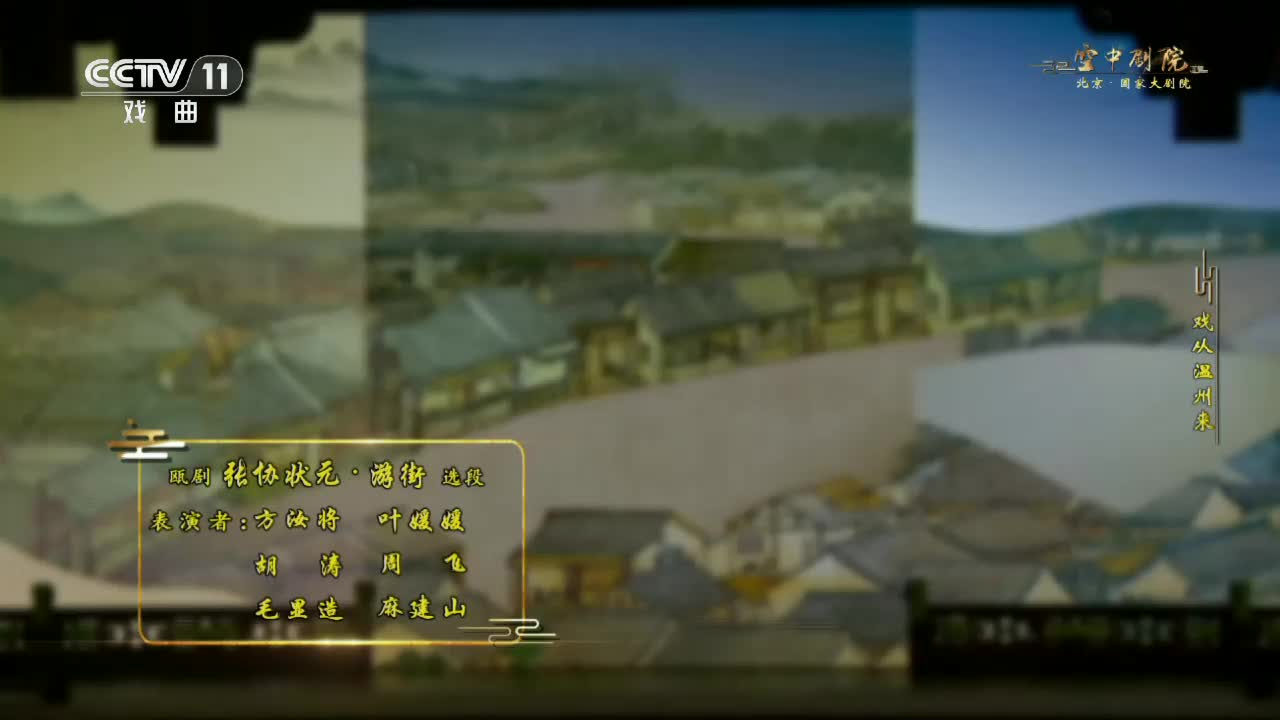 CCTV 11
戏曲
空中剧院
北京·国家大剧院
戏从温州来
瓯剧 张协状元·游街 选段
表演者:方汝将 叶媛媛
胡涛 周飞
毛显造 麻建山